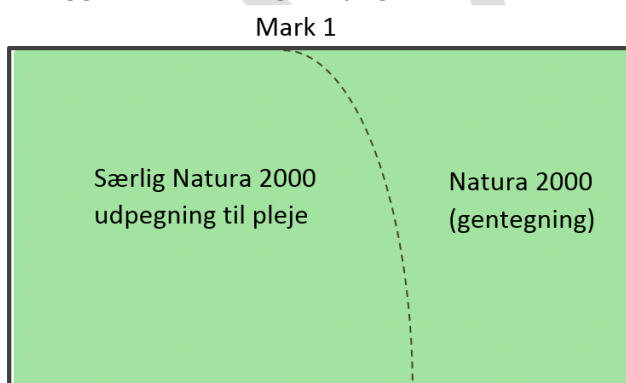 Mark 1
Særlig Natura 2000
udpegning til pleje
Natura 2000
(gentegning)